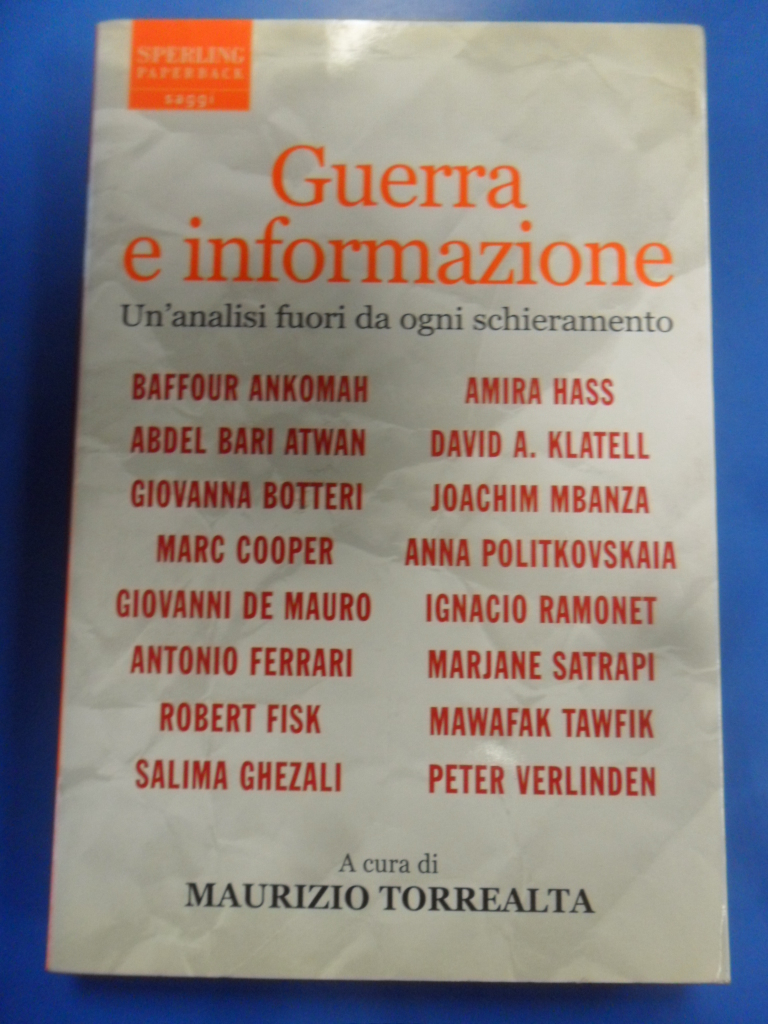 SPERLING
PAPERBACK
saggi
Guerra
e informazione
Un'analisi fuori da ogni schieramento
BAFFOUR ANKOMAH
ABDEL BARI ATWAN
GIOVANNA BOTTERI
MARC COOPER
GIOVANNI DE MAURO
ANTONIO FERRARI
ROBERT FISK
SALIMA GHEZALI
AMIRA HASS
DAVID A. KLATELL
JOACHIM MBANZA
ANNA POLITKOVSKAIA
IGNACIO RAMONET
MARJANE SATRAPI
MAWAFAK TAWFIK
PETER VERLINDEN
A cura di
MAURIZIO TORREALTA